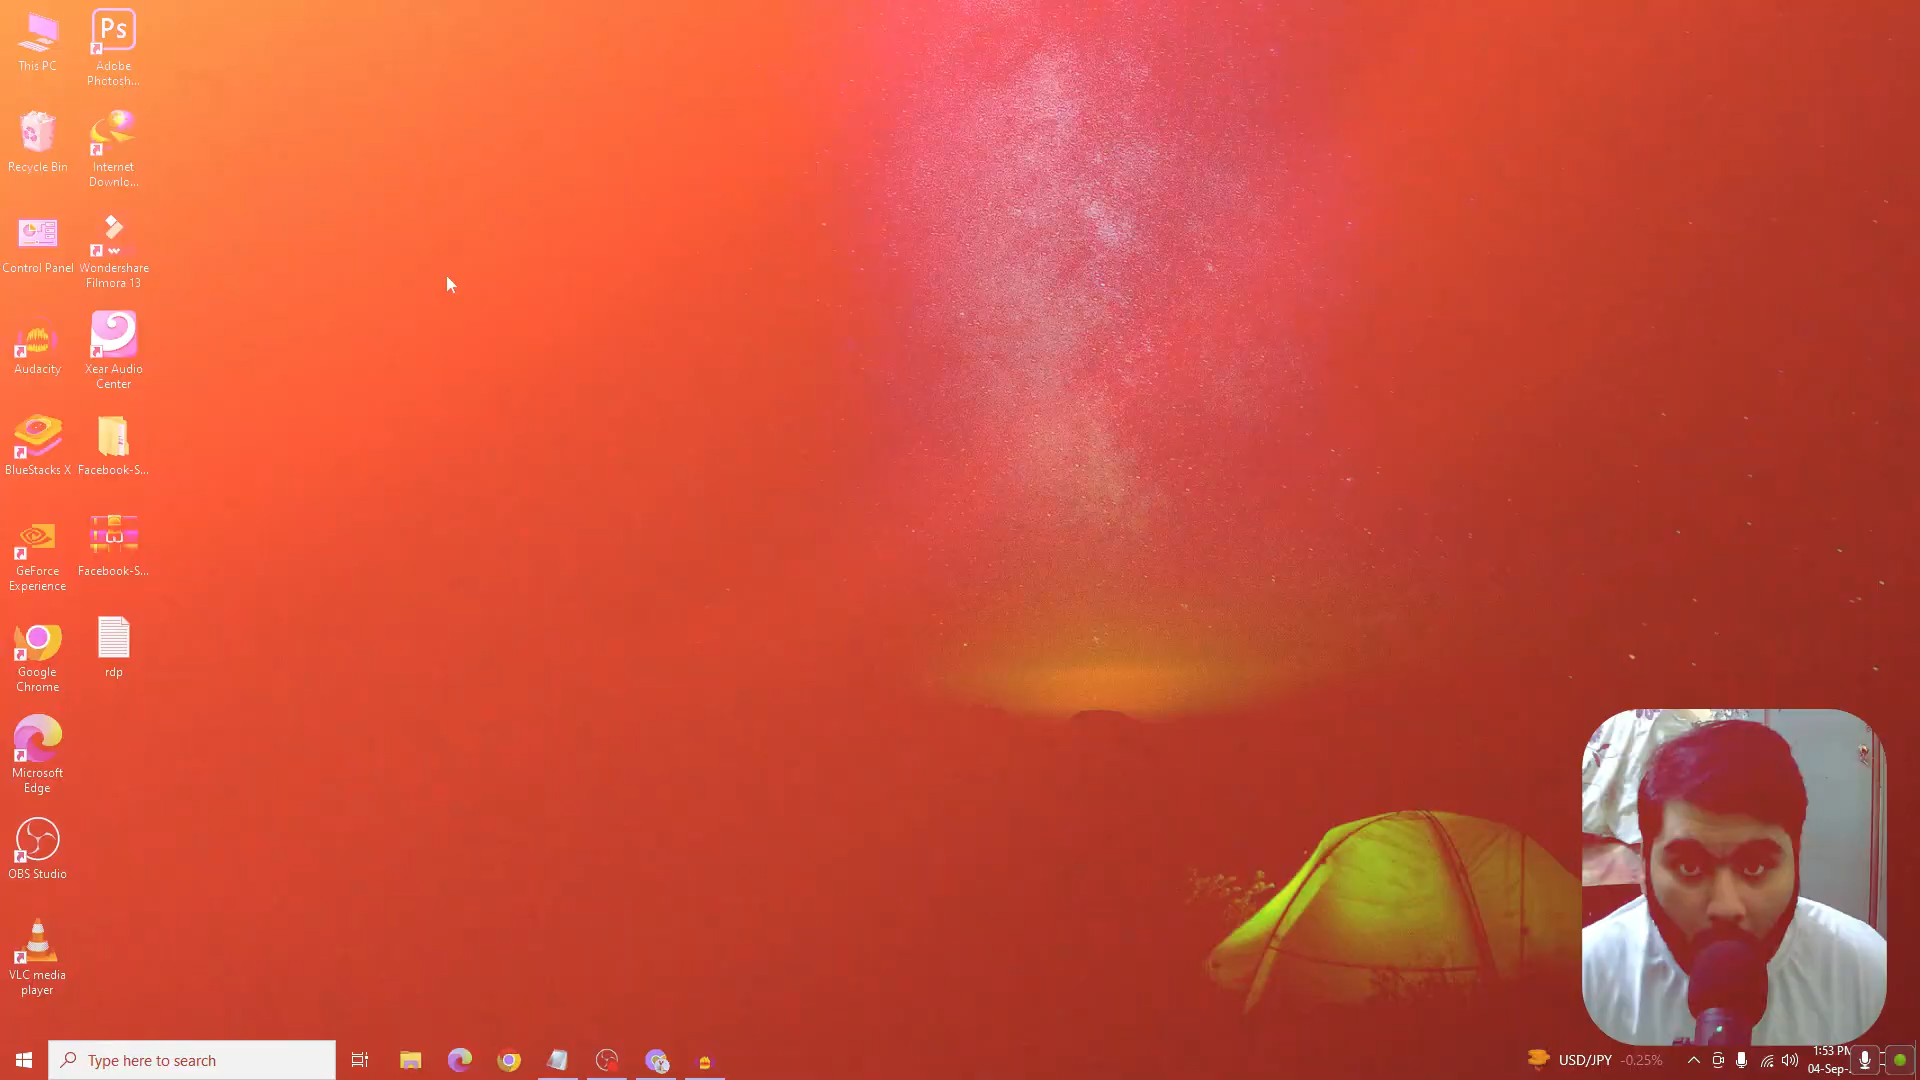 This PC
Ps
Adobe
Photosh...
Recycle Bin
Internet
Downlo...
Control Panel
Wondershare
Filmora 13
Audacity
Xear Audio
Center
BlueStacks X
Facebook-S...
GeForce
Experience
Facebook-S...
Google
Chrome
rdp
Microsoft
Edge
OBS Studio
VLC media
player
Type here to search
USD/JPY -0.25%
1:53 PM
04-Sep-